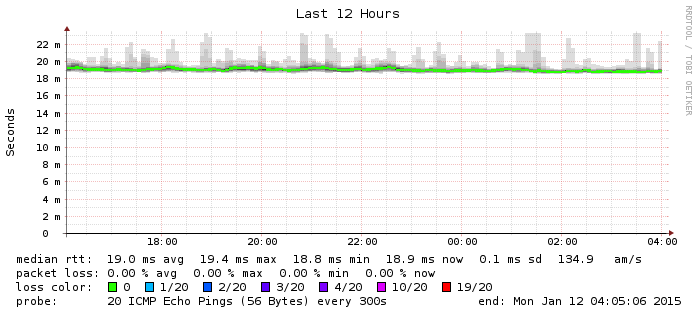 Last 12 Hours
RRDTOOL / TOBI OETIKER
Seconds
22 m
20 m
18 m
16 m
14 m
12 m
10 m
8 m
6 m
4 m
2 m
0
18:00 20:00 22:00 00:00 02:00 04:00
median rtt: 19.0 ms avg 19.4 ms max 18.8 ms min 18.9 ms now 0.1 ms sd 134.9 am/s
packet loss: 0.00 % avg 0.00 % max 0.00 % min 0.00 % now
loss color: 0 1/20 2/20 3/20 4/20 10/20 19/20
probe: 20 ICMP Echo Pings (56 Bytes) every 300s end: Mon Jan 12 04:05:06 2015